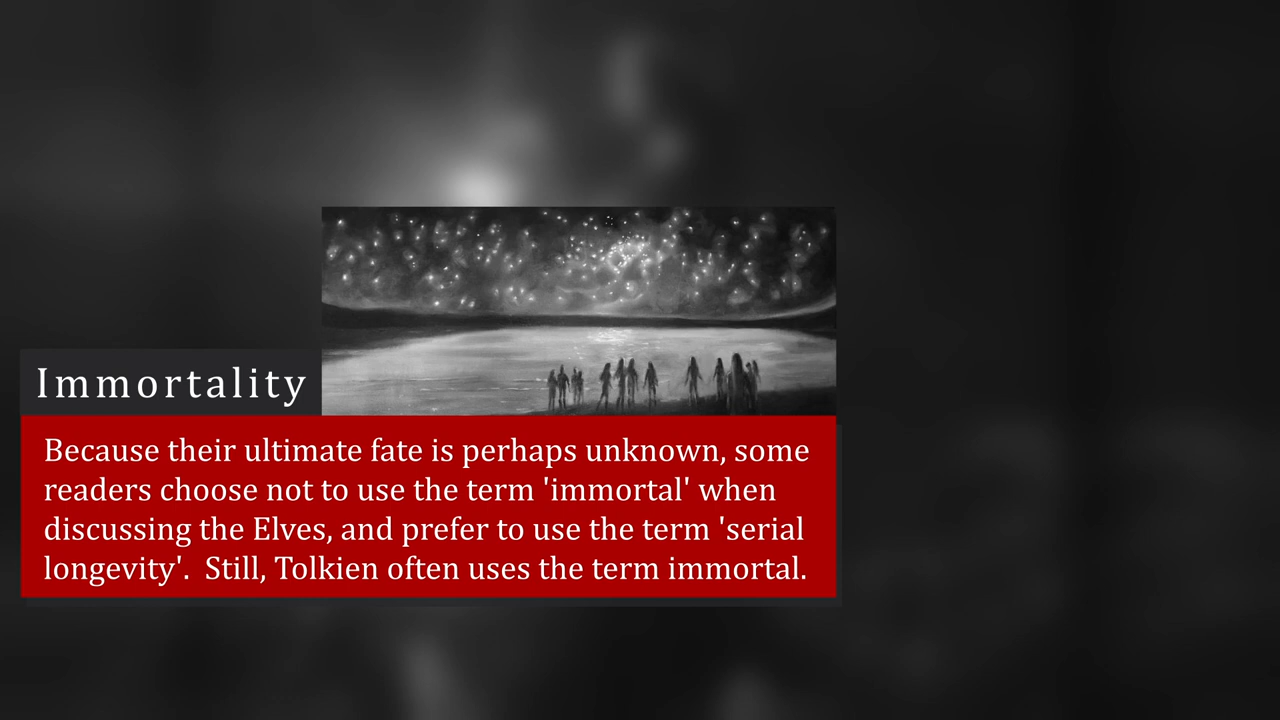 Immortality
Because their ultimate fate is perhaps unknown, some
readers choose not to use the term 'immortal' when
discussing the Elves, and prefer to use the term 'serial
longevity'.  Still, Tolkien often uses the term immortal.